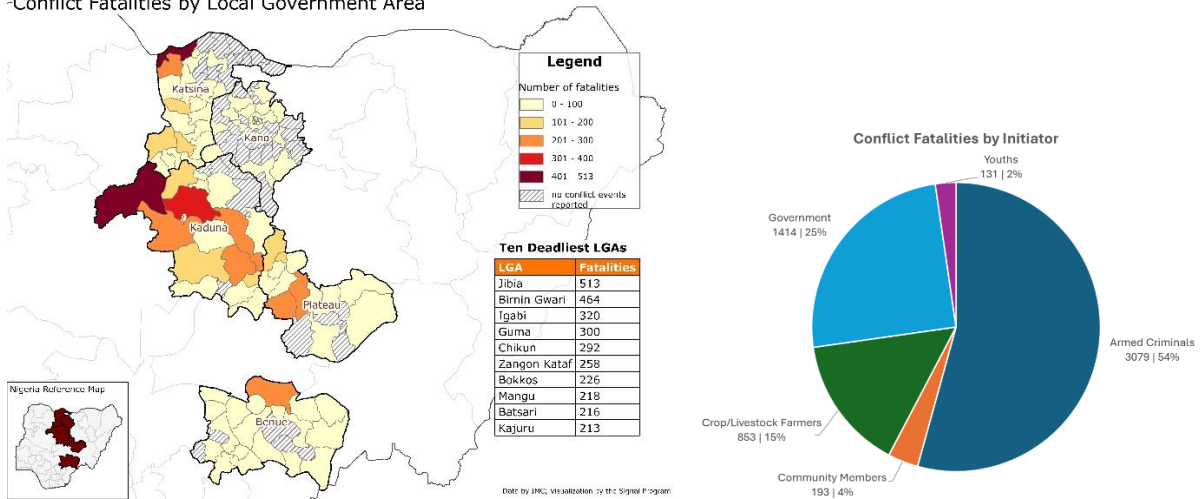 Conflict Fatalities by Local Government Area
Legend
Number of fatalities
0 - 100
101 - 200
201 - 300
301 - 400
401 513
no conflict events
reported
Katsina
Kano
Kaduna
Plateau
Benue
Ten Deadliest LGAs
LGA Fatalities
Jibia 513
Birnin Gwari 464
Igabi 320
Guma 300
Chikun 292
Zangon Kataf 258
Bokkos 226
Mangu 218
Batsari 216
Kajuru 213
Nigeria Reference Map
Data by IMC; Visualization by the Signal Program
Conflict Fatalities by Initiator
Youths
131 | 2%
Government
1414 | 25%
Armed Criminals
3079 | 54%
Crop/Livestock Farmers
853 | 15%
Community Members
193 | 4%